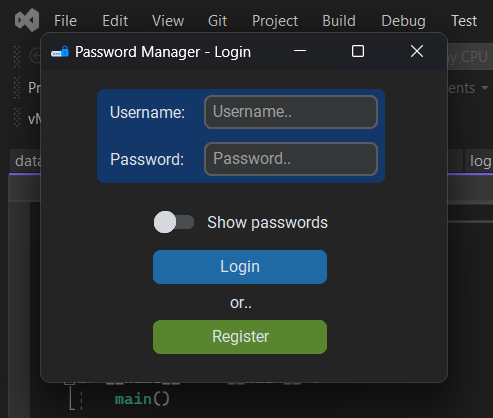 File Edit View Git Project Build Debug Test
Password Manager - Login
CPU
Username: Username..
Password: Password..
Show passwords
Login
or..
Register
main()